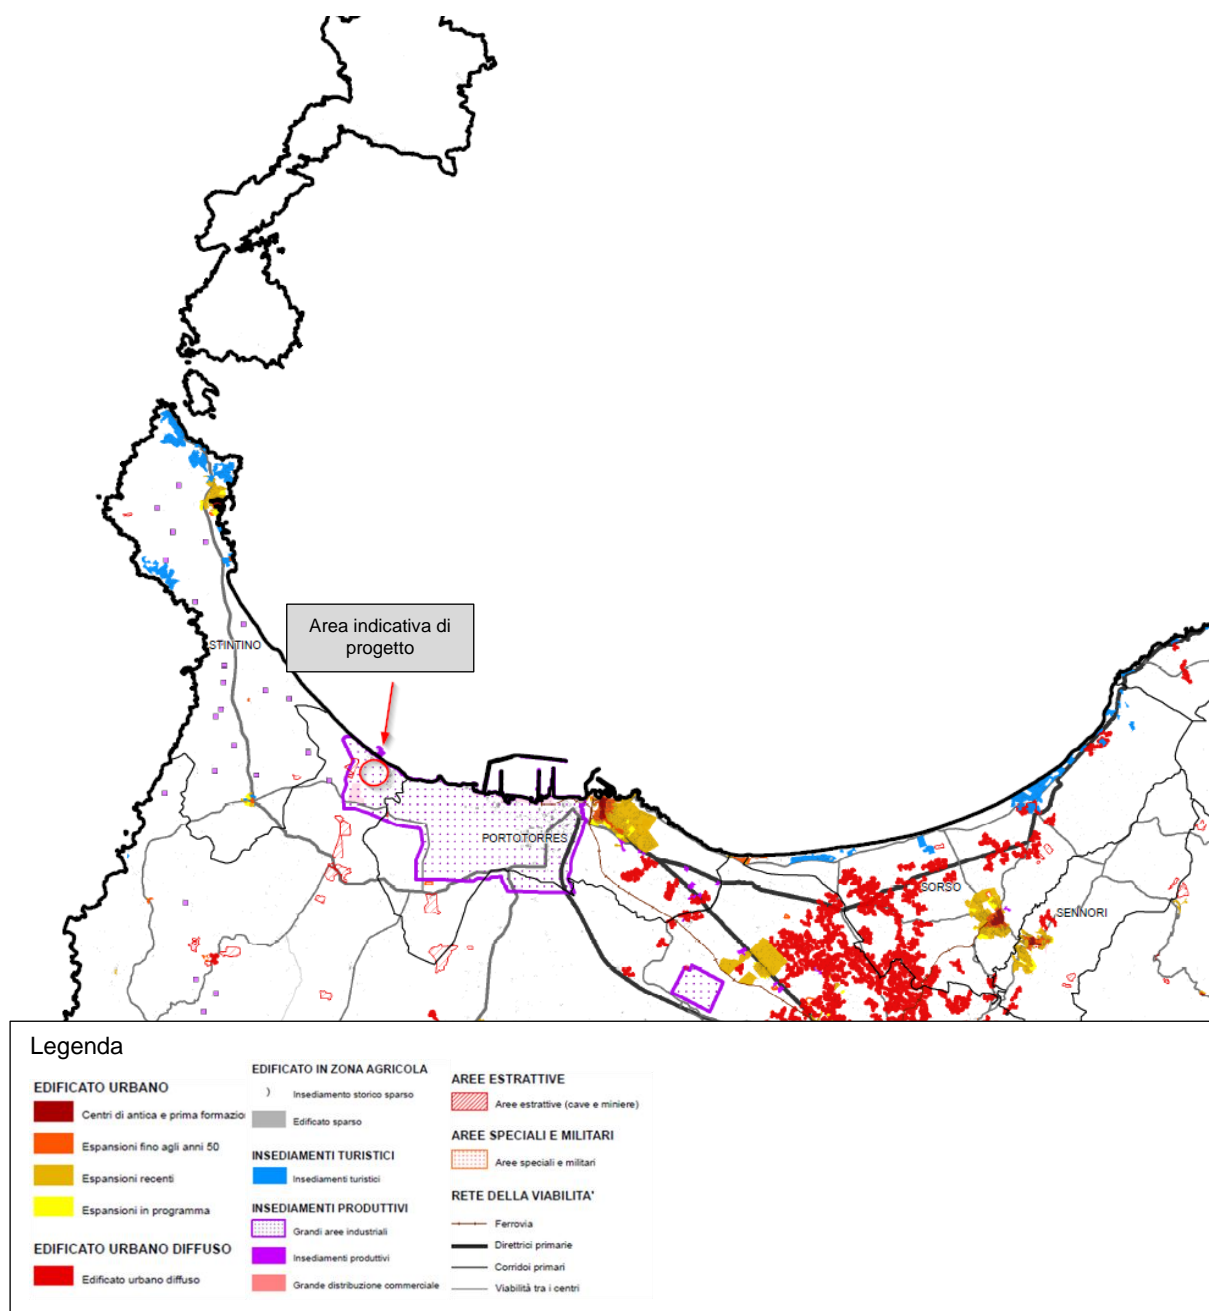 Area indicativa di
progetto
STINTINO
PORTOTORRES
SORSO
SENNORI
Legenda
EDIFICATO URBANO
Centri di antica e prima formazio
Espansioni fino agli anni 50
Espansioni recenti
Espansioni in programma
EDIFICATO URBANO DIFFUSO
Edificato urbano diffuso
EDIFICATO IN ZONA AGRICOLA
Insediamento storico sparso
Edificato sparso
INSEDIAMENTI TURISTICI
Insediamenti turistici
INSEDIAMENTI PRODUTTIVI
Grandi aree industriali
Insediamenti produttivi
Grande distribuzione commerciale
AREE ESTRATTIVE
Aree estrattive (cave e miniere)
AREE SPECIALI E MILITARI
Aree speciali e militari
RETE DELLA VIABILITA'
Ferrovia
Direttrici primarie
Corridoi primari
Viabilità tra i centri